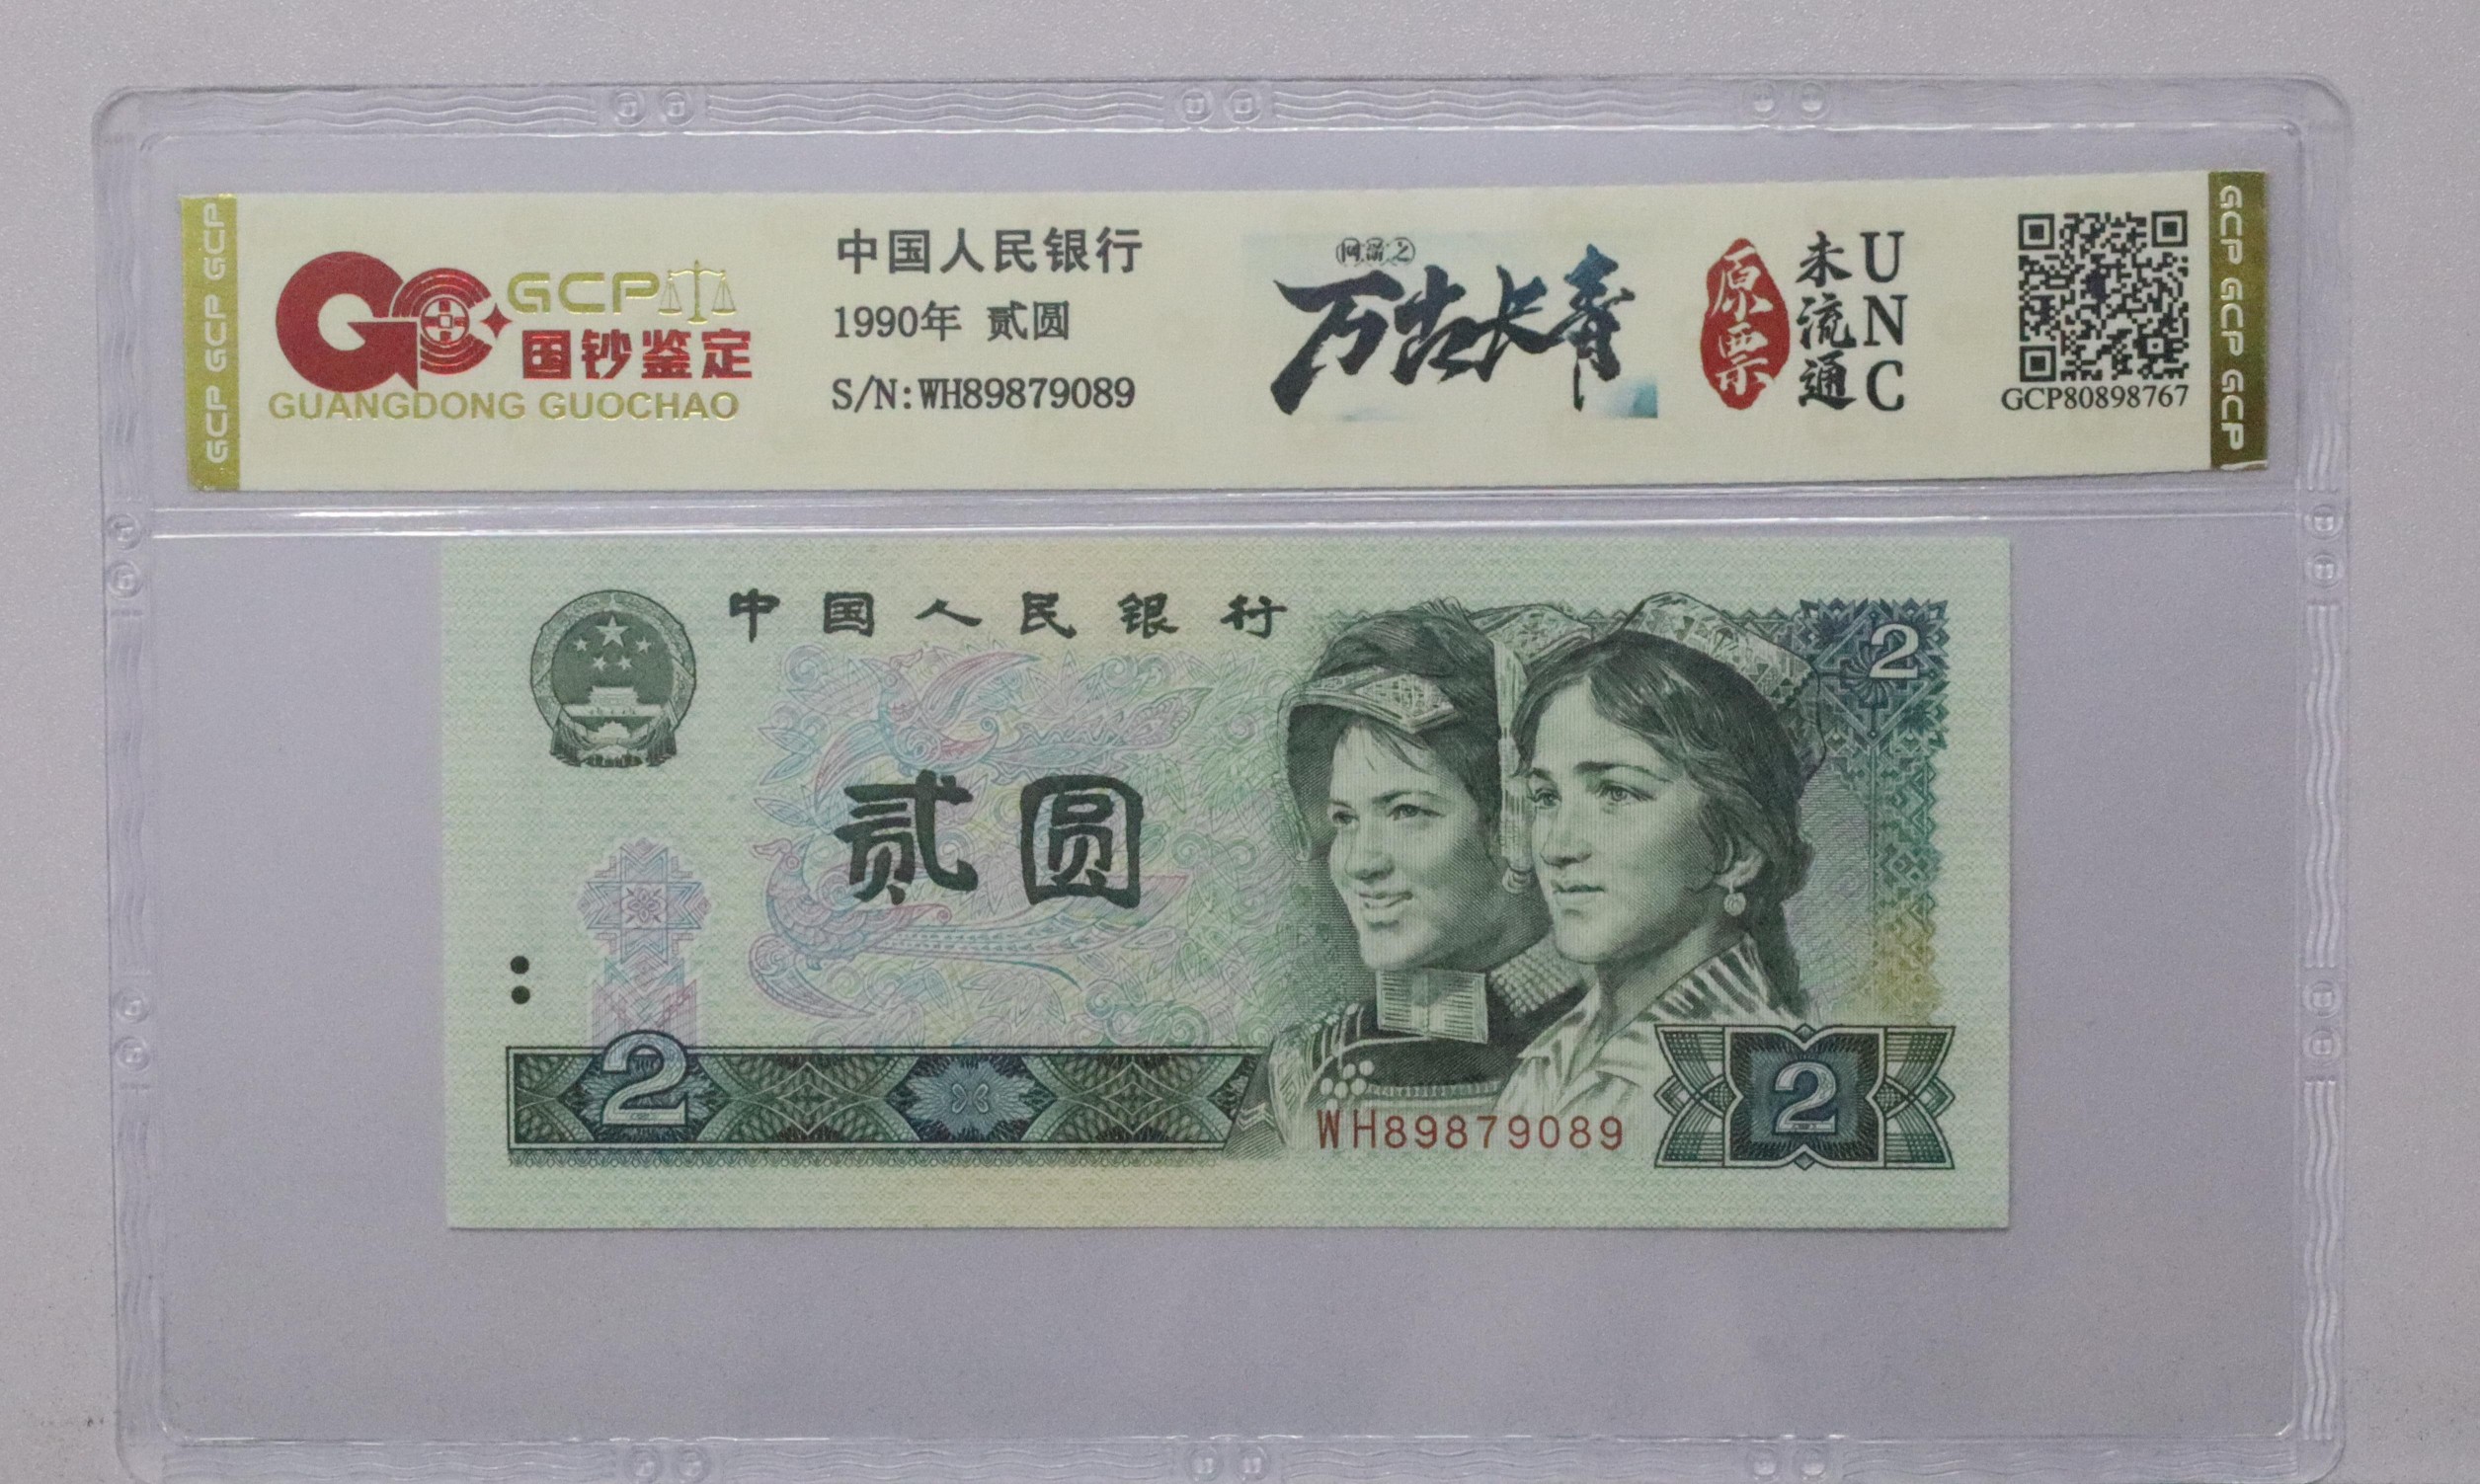 GCP
国钞鉴定
GUANGDONG GUOCHAO
中国人民银行
1990年 贰圆
S/N:WH89879089
万古长青
原票
未流通
UNC
GCP80898767
GCP GCP GCP
GCP GCP GCP
中国人民银行
2
贰圆
2
WH89879089
2